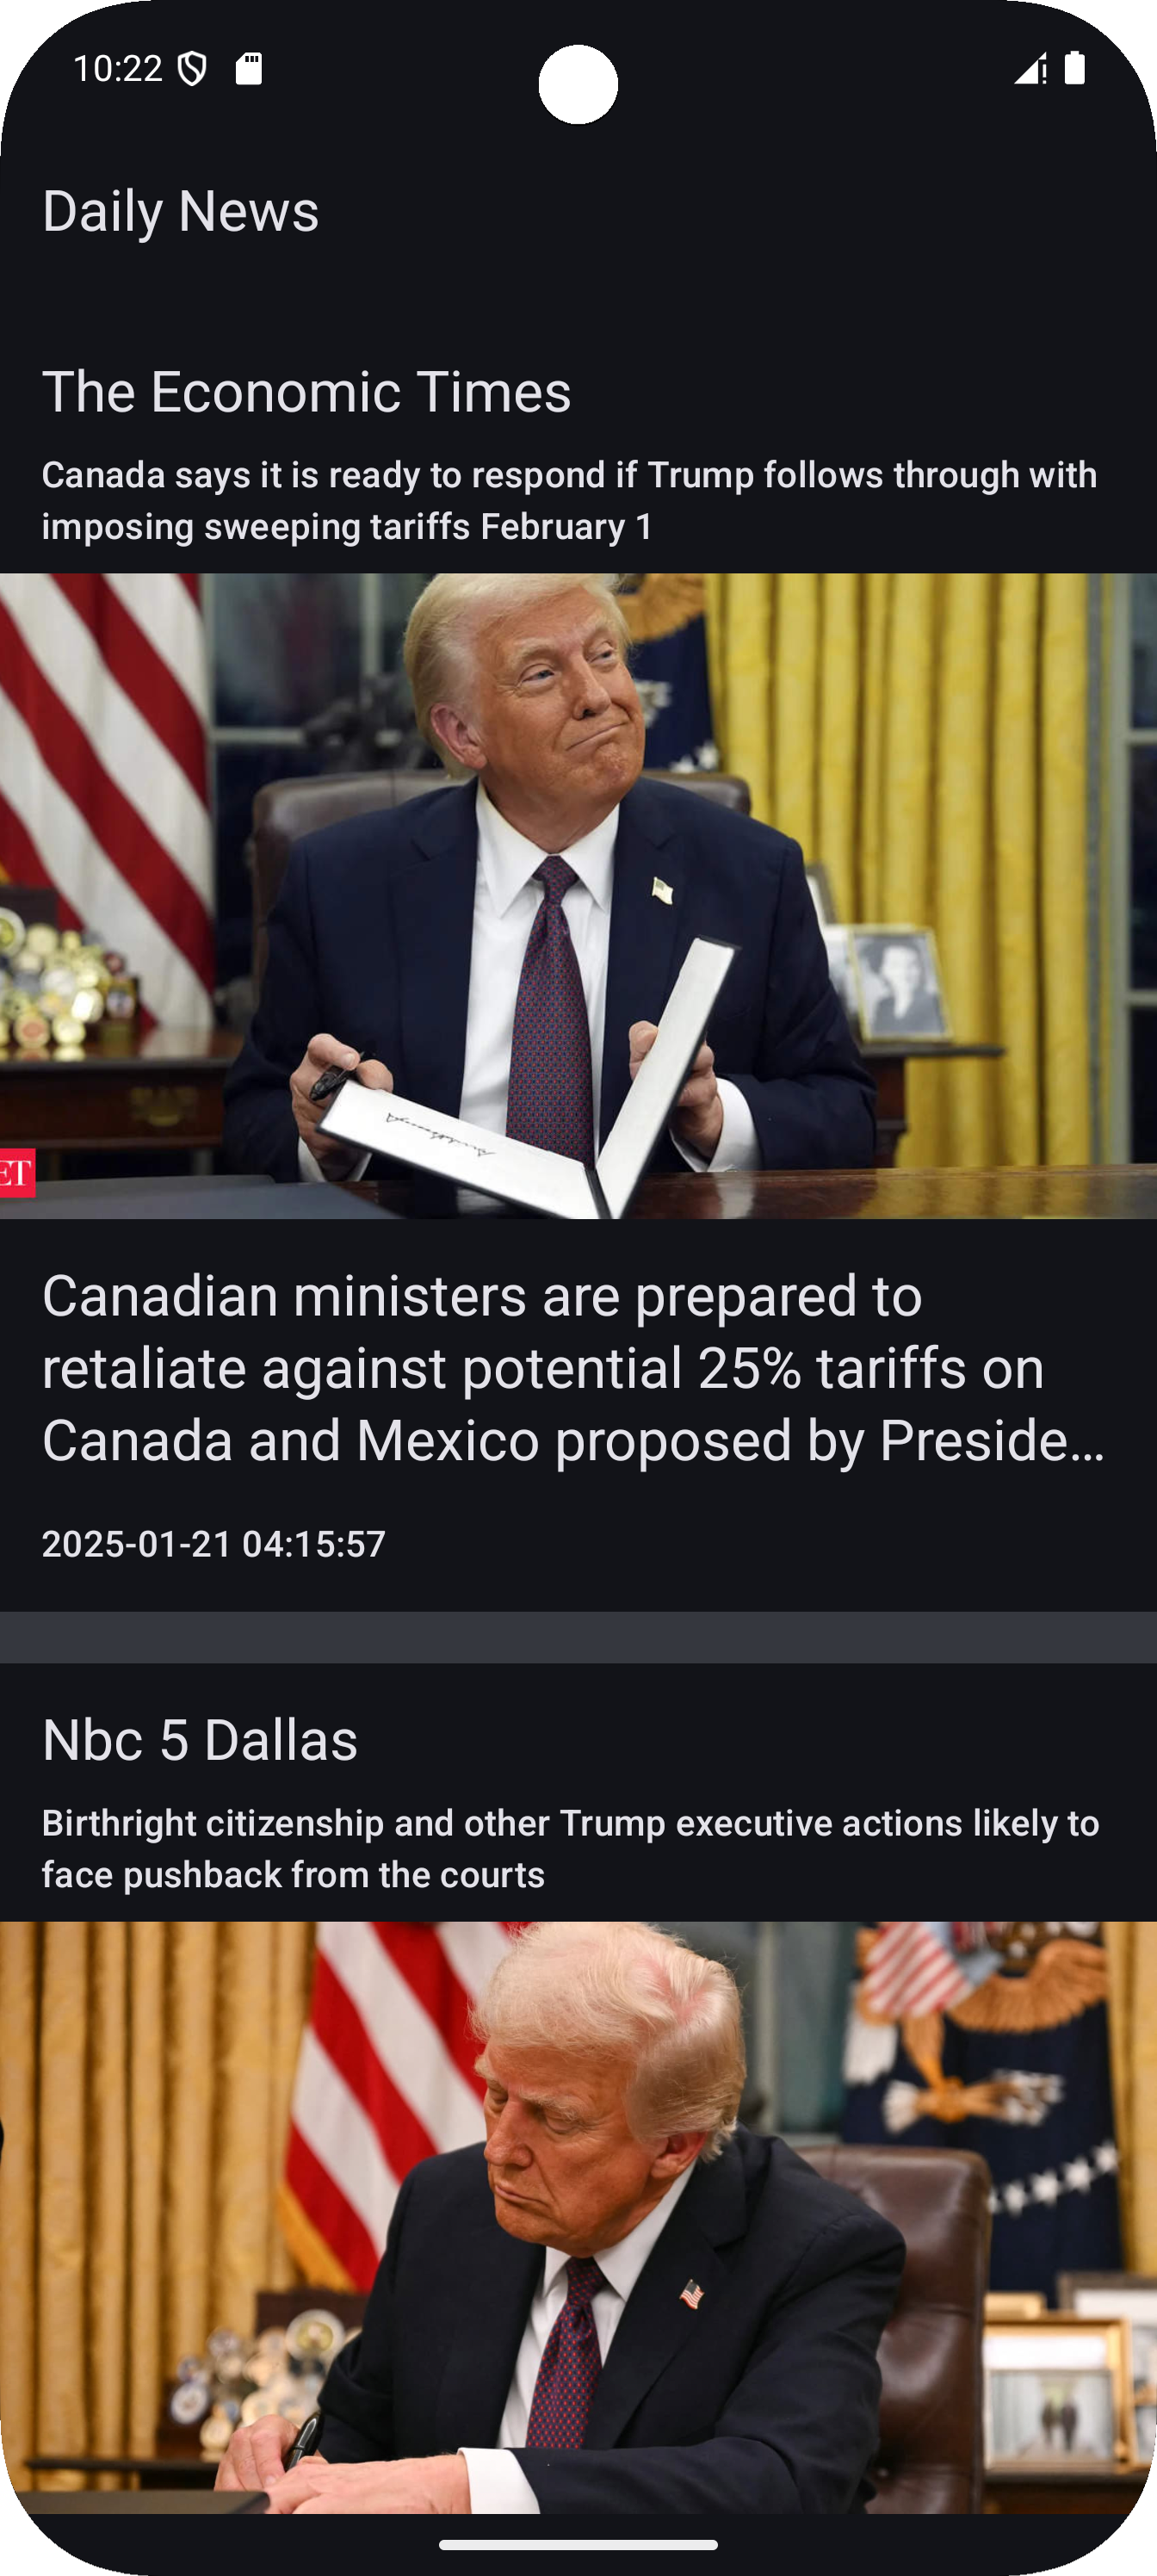 10:22
Daily News
The Economic Times
Canada says it is ready to respond if Trump follows through with
imposing sweeping tariffs February 1
ET
Canadian ministers are prepared to
retaliate against potential 25% tariffs on
Canada and Mexico proposed by Preside...
2025-01-21 04:15:57
Nbc 5 Dallas
Birthright citizenship and other Trump executive actions likely to
face pushback from the courts